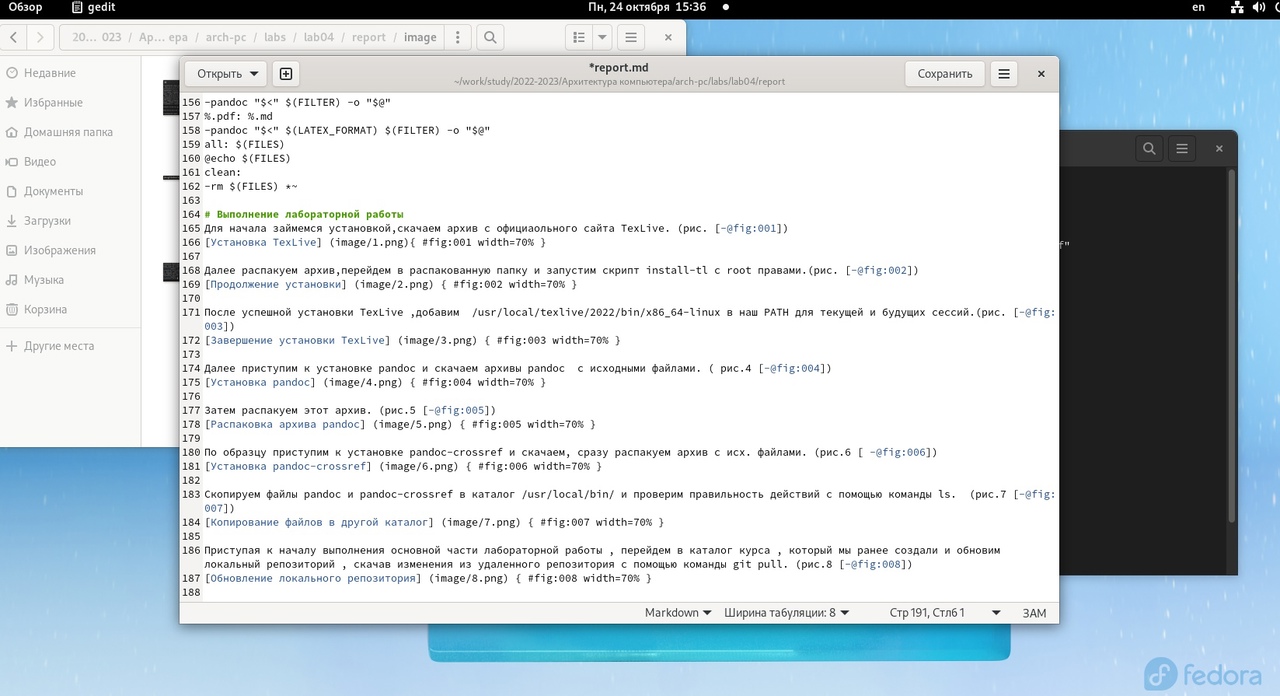 Обзор
gedit
Пн, 24 октября 15:36
en
20… 023 / Ар… ера / arch-pc / labs / lab04 / report / image
Недавние
Избранные
Домашняя папка
Видео
Документы
Загрузки
Изображения
Музыка
Корзина
Другие места
Открыть
*report.md
~/work/study/2022-2023/Архитектура компьютера/arch-pc/labs/lab04/report
Сохранить
156 -pandoc "$<" $(FILTER) -o "$@"
157 %.pdf: %.md
158 -pandoc "$<" $(LATEX_FORMAT) $(FILTER) -o "$@"
159 all: $(FILES)
160 @echo $(FILES)
161 clean:
162 -rm $(FILES) *~
163
164 # Выполнение лабораторной работы
165 Для начала займемся установкой,скачаем архив с официаольного сайта TexLive. (рис. [-@fig:001])
166 [Установка TexLive] (image/1.png){ #fig:001 width=70% }
167
168 Далее распакуем архив,перейдем в распакованную папку и запустим скрипт install-tl с root правами.(рис. [-@fig:002])
169 [Продолжение установки] (image/2.png) { #fig:002 width=70% }
170
171 После успешной установки TexLive ,добавим  /usr/local/texlive/2022/bin/x86_64-linux в наш PATH для текущей и будущих сессий.(рис. [-@fig:
003])
172 [Завершение установки TexLive] (image/3.png) { #fig:003 width=70% }
173
174 Далее приступим к установке pandoc и скачаем архивы pandoc  с исходными файлами. ( рис.4 [-@fig:004])
175 [Установка pandoc] (image/4.png) { #fig:004 width=70% }
176
177 Затем распакуем этот архив. (рис.5 [-@fig:005])
178 [Распаковка архива pandoc] (image/5.png) { #fig:005 width=70% }
179
180 По образцу приступим к установке pandoc-crossref и скачаем, сразу распакуем архив с исх. файлами. (рис.6 [ -@fig:006])
181 [Установка pandoc-crossref] (image/6.png) { #fig:006 width=70% }
182
183 Скопируем файлы pandoc и pandoc-crossref в каталог /usr/local/bin/ и проверим правильность действий с помощью команды ls.  (рис.7 [-@fig:
007])
184 [Копирование файлов в другой каталог] (image/7.png) { #fig:007 width=70% }
185
186 Приступая к началу выполнения основной части лабораторной работы , перейдем в каталог курса , который мы ранее создали и обновим
локальный репозиторий , скачав изменения из удаленного репозитория с помощью команды git pull. (рис.8 [-@fig:008])
187 [Обновление локального репозитория] (image/8.png) { #fig:008 width=70% }
188
f"
Markdown
Ширина табуляции: 8
Стр 191, Стлб 1
ЗАМ
fedora